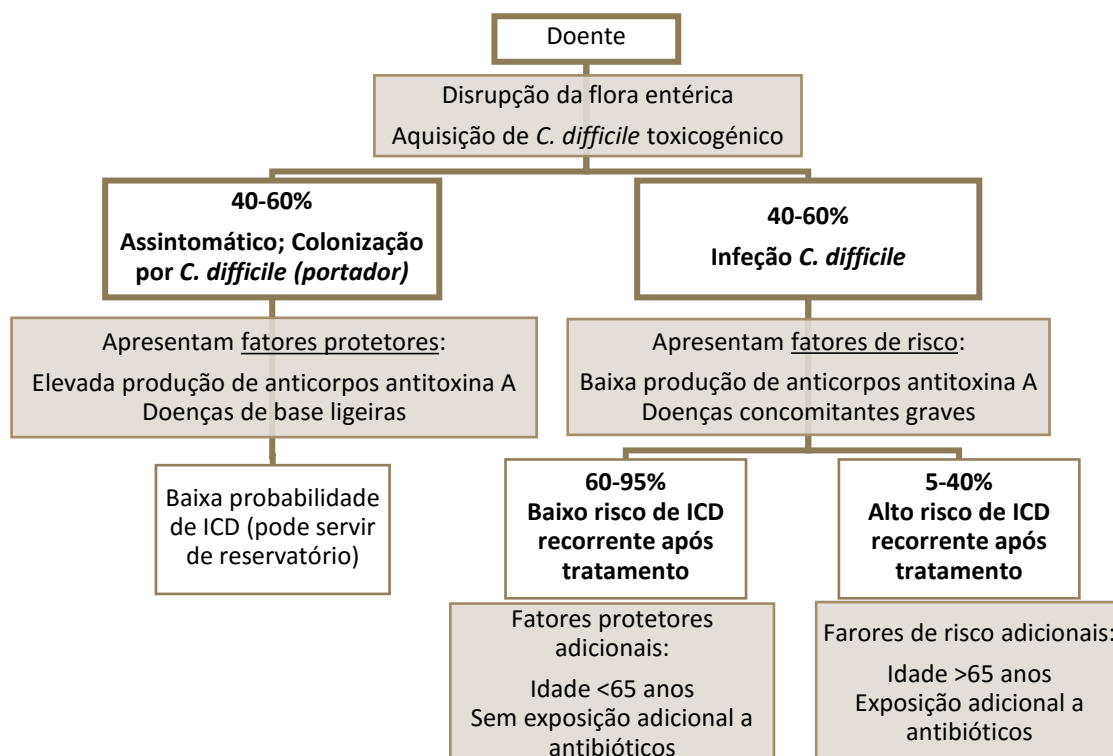 Doente
Disrupção da flora entérica
Aquisição de C. difficile toxicogénico
40-60%
Assintomático; Colonização
por C. difficile (portador)
40-60%
Infeção C. difficile
Apresentam fatores protetores:
Elevada produção de anticorpos antitoxina A
Doenças de base ligeiras
Apresentam fatores de risco:
Baixa produção de anticorpos antitoxina A
Doenças concomitantes graves
Baixa probabilidade
de ICD (pode servir
de reservatório)
60-95%
Baixo risco de ICD
recorrente após
tratamento
5-40%
Alto risco de ICD
recorrente após
tratamento
Fatores protetores
adicionais:
Idade <65 anos
Sem exposição adicional a
antibióticos
Farores de risco adicionais:
Idade >65 anos
Exposição adicional a
antibióticos